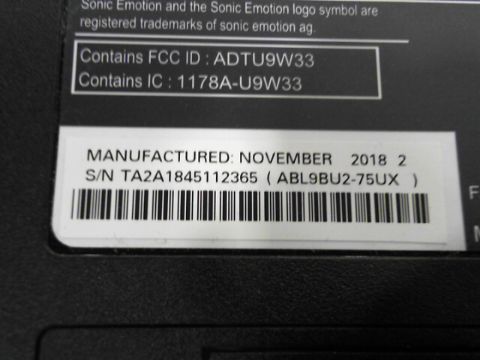 Sonic Emotion and the Sonic Emotion logo symbol are
registered trademarks of sonic emotion ag.
Contains FCC ID : ADTU9W33
Contains IC : 1178A-U9W33
MANUFACTURED: NOVEMBER 2018 2
S/N TA2A1845112365 ( ABL9BU2-75UX )
F